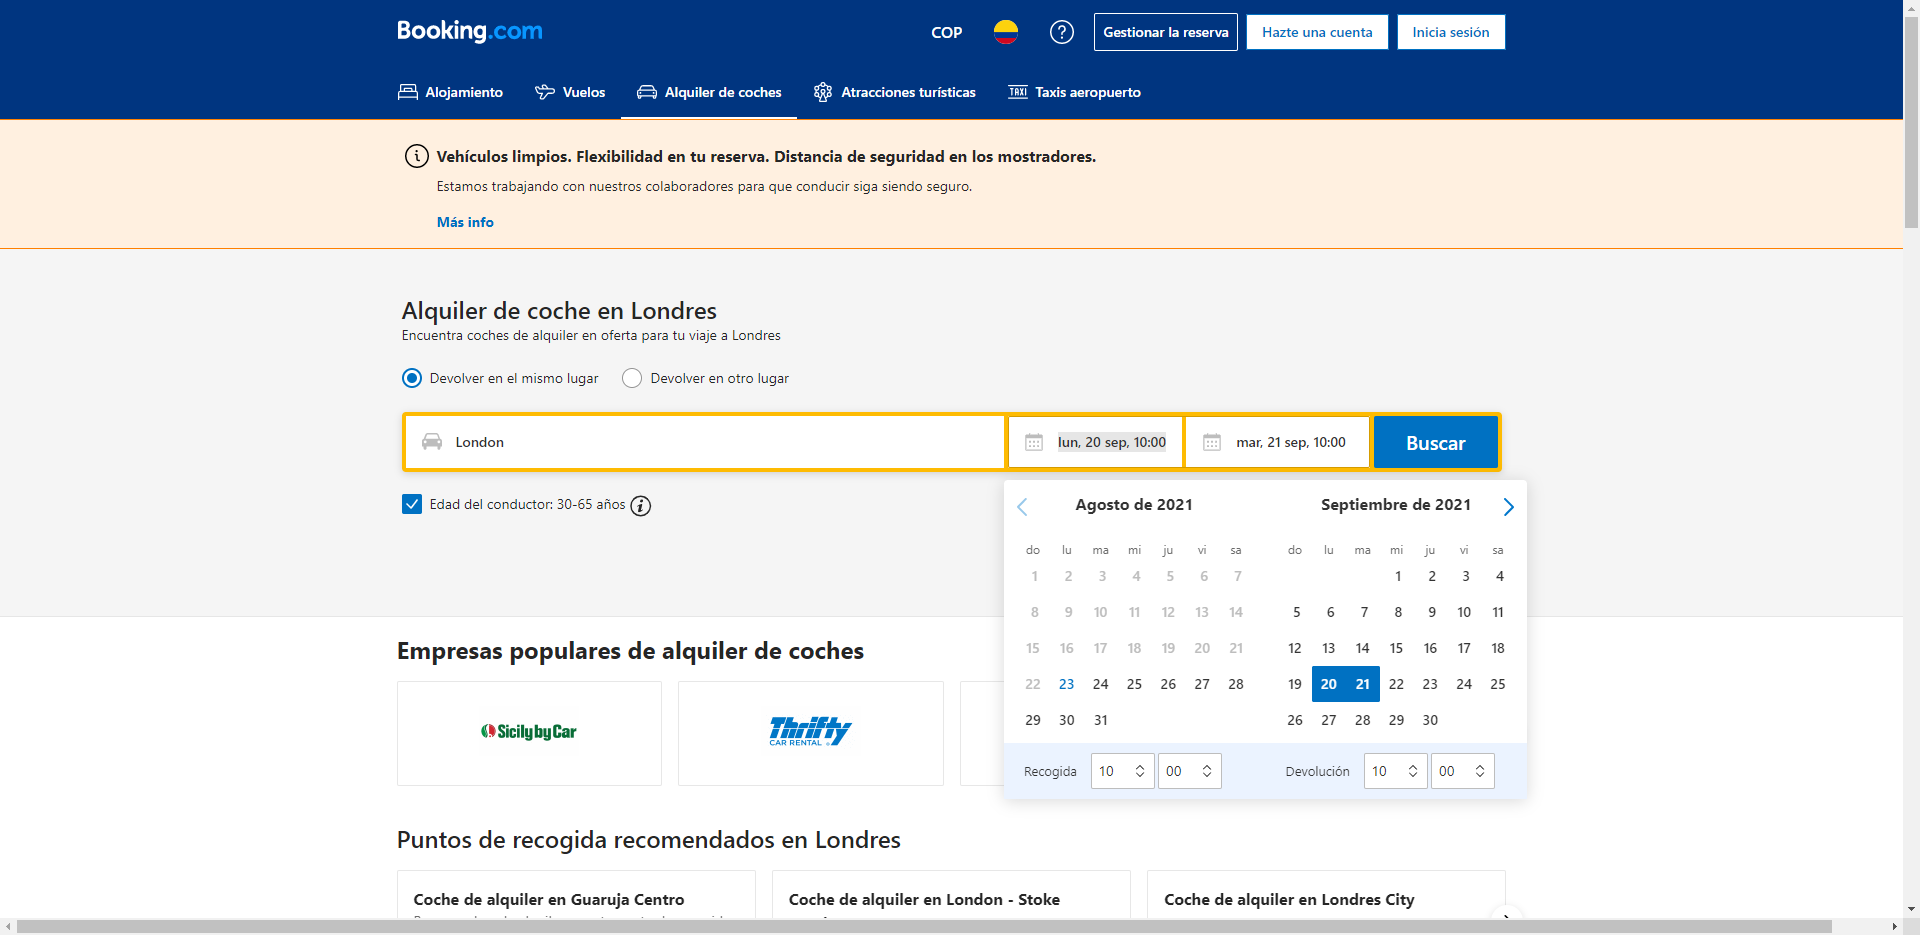 Booking.com
COP
Gestionar la reserva
Hazte una cuenta
Inicia sesión
Alojamiento
Vuelos
Alquiler de coches
Atracciones turísticas
TAXI Taxis aeropuerto
Vehículos limpios. Flexibilidad en tu reserva. Distancia de seguridad en los mostradores.
Estamos trabajando con nuestros colaboradores para que conducir siga siendo seguro.
Más info
Alquiler de coche en Londres
Encuentra coches de alquiler en oferta para tu viaje a Londres
Devolver en el mismo lugar
Devolver en otro lugar
London
lun, 20 sep, 10:00
mar, 21 sep, 10:00
Buscar
Edad del conductor: 30-65 años
Agosto de 2021
do lu ma mi ju vi sa
1 2 3 4 5 6 7
8 9 10 11 12 13 14
15 16 17 18 19 20 21
22 23 24 25 26 27 28
29 30 31
Septiembre de 2021
do lu ma mi ju vi sa
1 2 3 4
5 6 7 8 9 10 11
12 13 14 15 16 17 18
19 20 21 22 23 24 25
26 27 28 29 30
Recogida 10 00
Devolución 10 00
Empresas populares de alquiler de coches
Sicily by Car
Thrifty
CAR RENTAL
Puntos de recogida recomendados en Londres
Coche de alquiler en Guaruja Centro
Coche de alquiler en London - Stoke
Coche de alquiler en Londres City